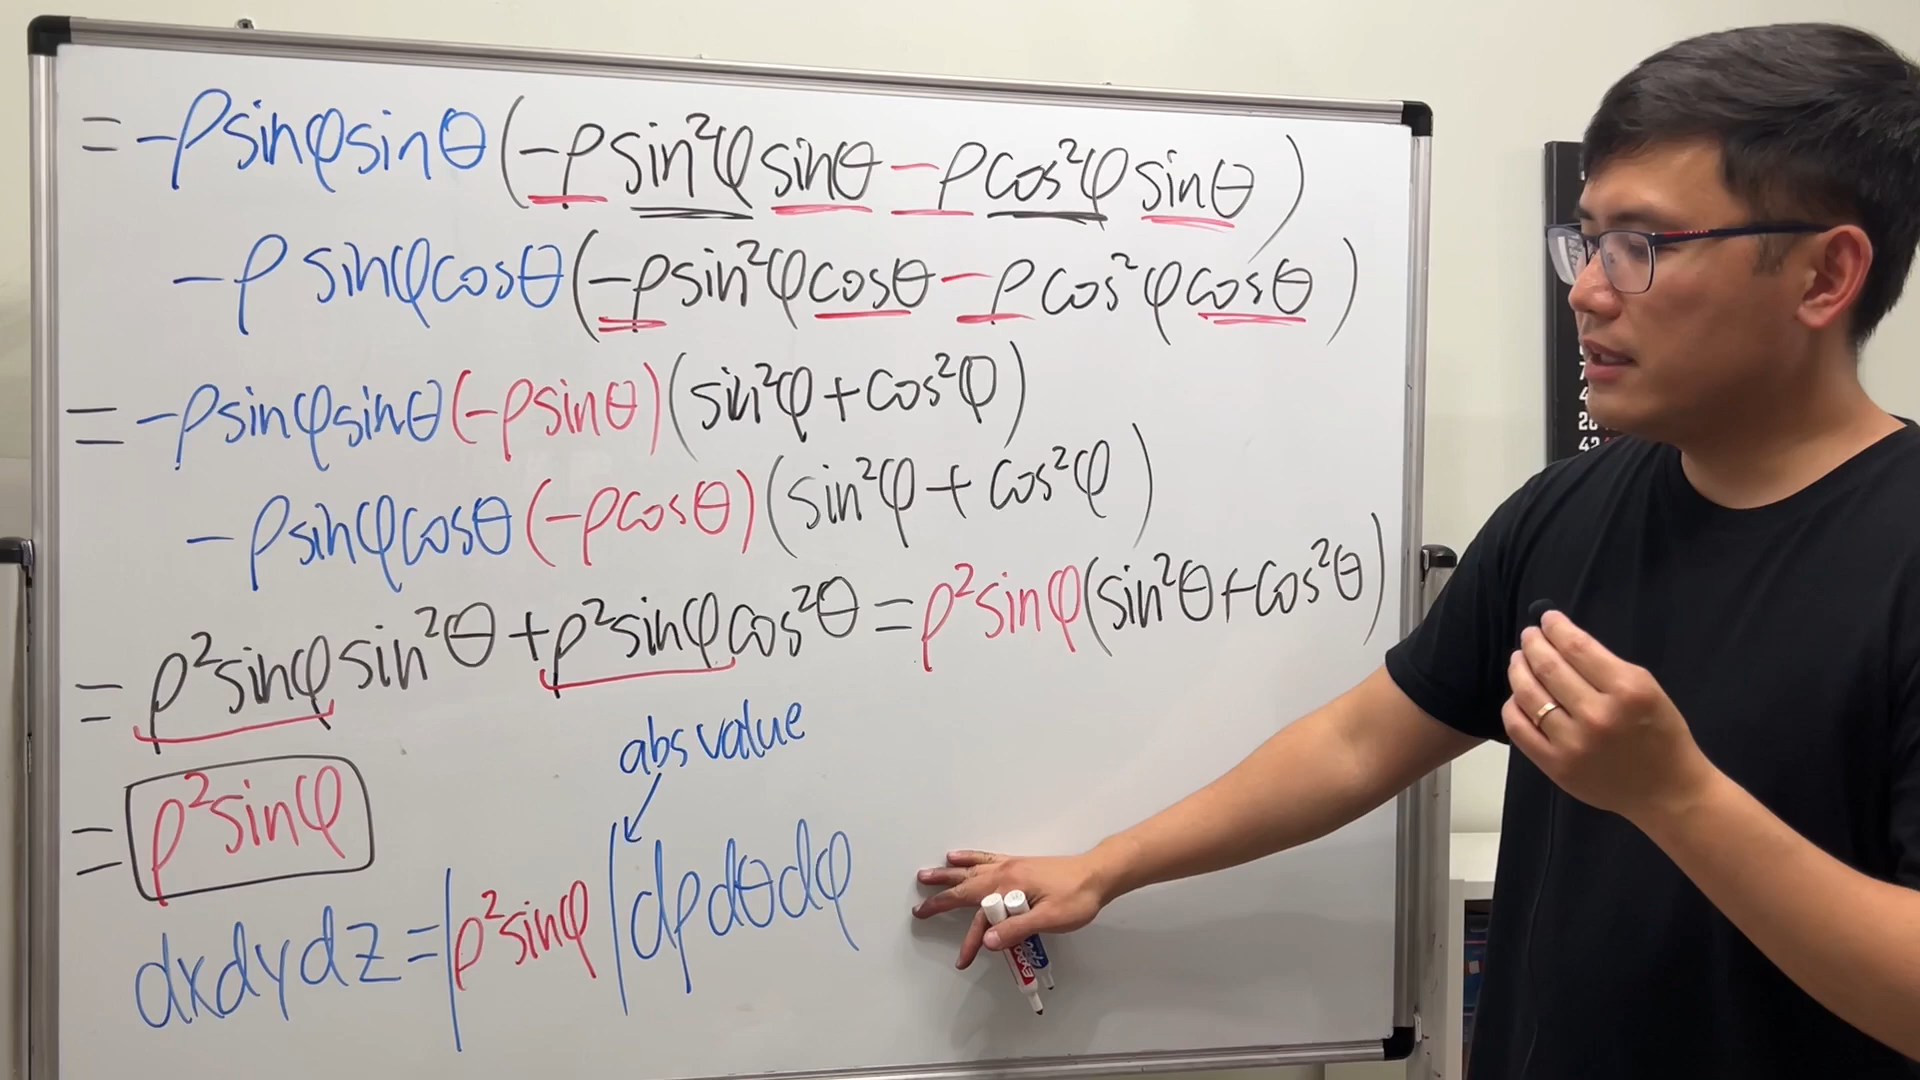 = -ρsinφsinθ(-ρsin²φsinθ - ρcos²φsinθ)
-ρsinφcosθ(-ρsin²φcosθ - ρcos²φcosθ)
= -ρsinφsinθ(-ρsinθ)(sin²φ+cos²φ)
-ρsinφcosθ(-ρcosθ)(sin²φ+cos²φ)
= ρ²sinφsin²θ+ρ²sinφcos²θ = ρ²sinφ(sin²θ+cos²θ)
abs value
= ρ²sinφ
dxdydz = |ρ²sinφ|dρdθdφ